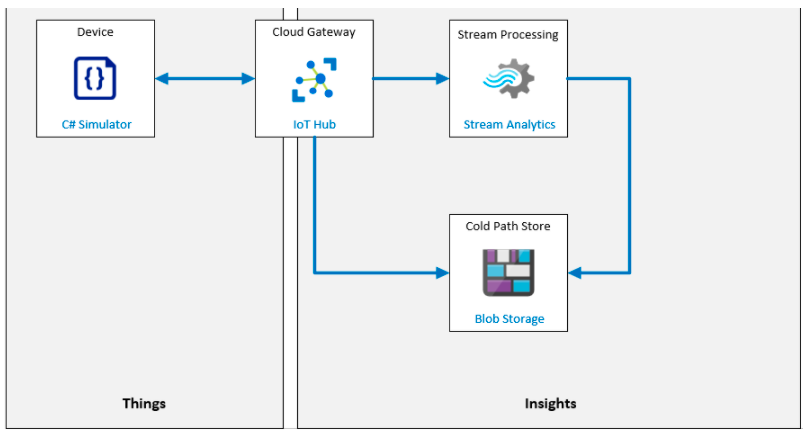 Device
C# Simulator
Cloud Gateway
IoT Hub
Stream Processing
Stream Analytics
Cold Path Store
Blob Storage
Things
Insights